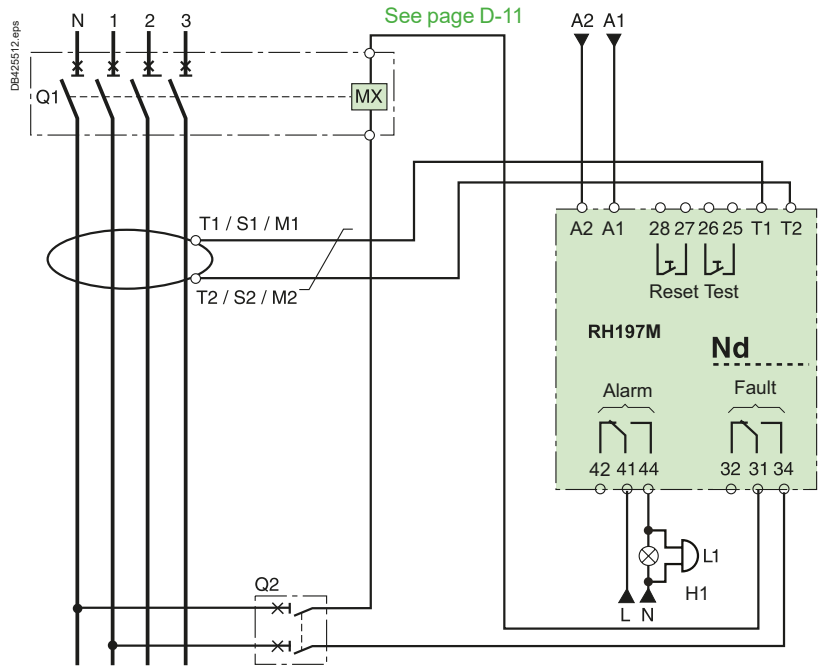 See page D-11
N 1 2 3
A2 A1
DB425512.eps
Q1
MX
T1 / S1 / M1
T2 / S2 / M2
A2 A1 28 27 26 25 T1 T2
Reset Test
RH197M
Nd
Alarm
Fault
42 41 44
32 31 34
L1
H1
L N
Q2